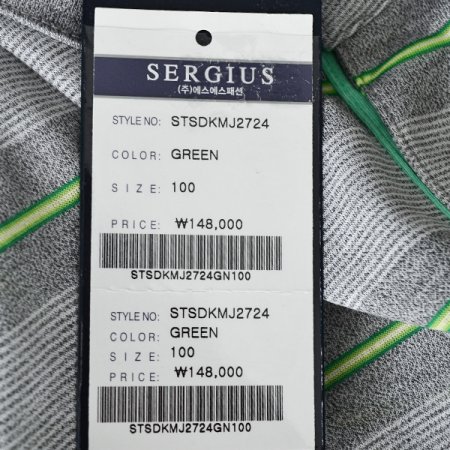 SERGIUS
(주)에스에스패션
STYLE NO: STSDKMJ2724
COLOR: GREEN
SIZE: 100
PRICE: ₩148,000
STSDKMJ2724GN100
STYLE NO: STSDKMJ2724
COLOR: GREEN
SIZE: 100
PRICE: ₩148,000
STSDKMJ2724GN100